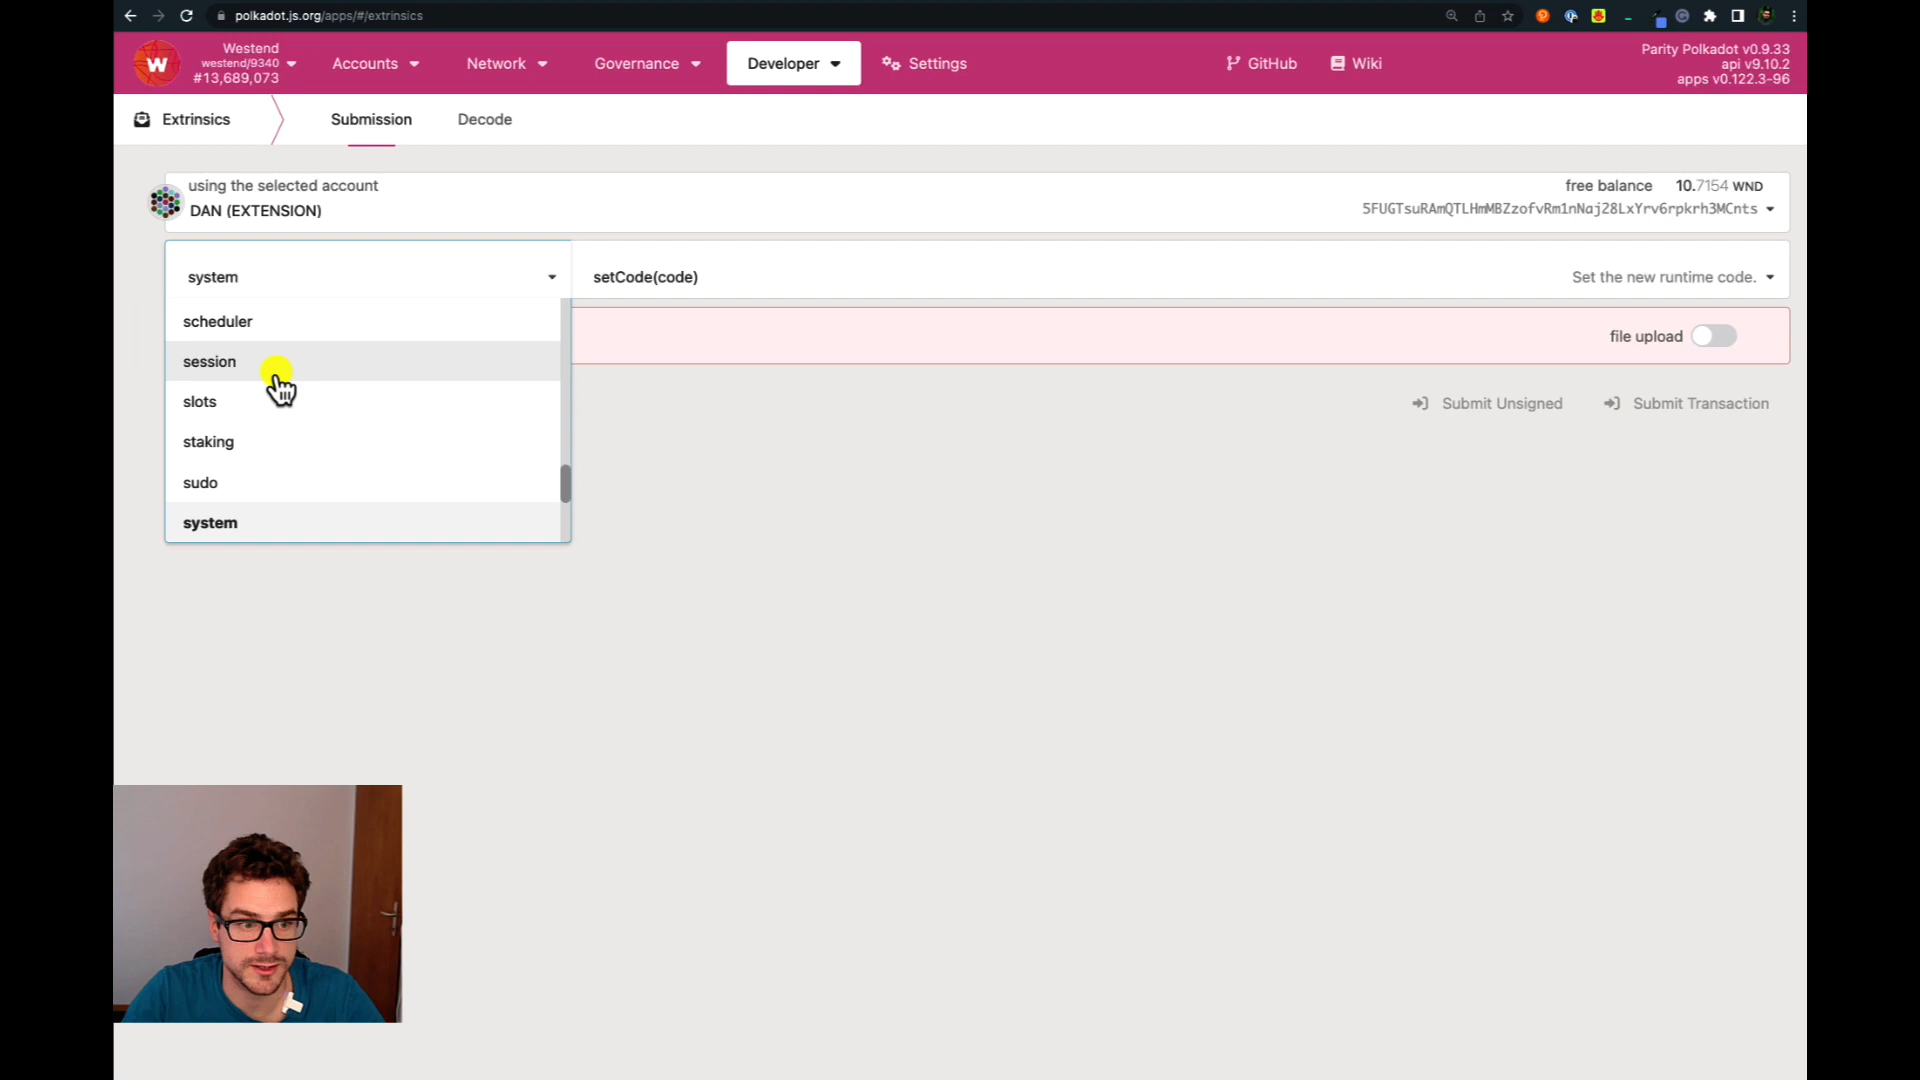 polkadot.js.org/apps/#/extrinsics
W
Westend
westend/9340
#13,689,073
Accounts
Network
Governance
Developer
Settings
GitHub
Wiki
Parity Polkadot v0.9.33
api v9.10.2
apps v0.122.3-96
Extrinsics
Submission
Decode
using the selected account
DAN (EXTENSION)
free balance 10.7154 WND
5FUGTsuRAmQTLHmMBZzofvRm1nNaj28LxYrv6rpkrh3MCnts
system
setCode(code)
Set the new runtime code.
scheduler
session
slots
staking
sudo
system
file upload
Submit Unsigned
Submit Transaction